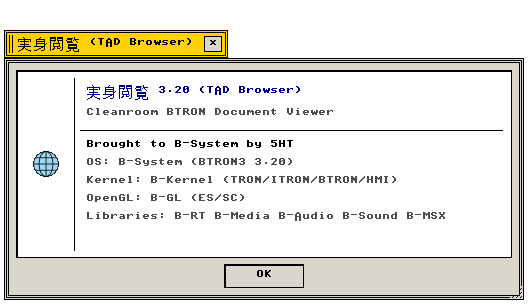 実身閲覧 (TAD Browser)
×
実身閲覧 3.20 (TAD Browser)
Cleanroom BTRON Document Viewer
Brought to B-System by 5HT
OS: B-System (BTRON3 3.20)
Kernel: B-Kernel (TRON/ITRON/BTRON/HMI)
OpenGL: B-GL (ES/SC)
Libraries: B-RT B-Media B-Audio B-Sound B-MSX
OK